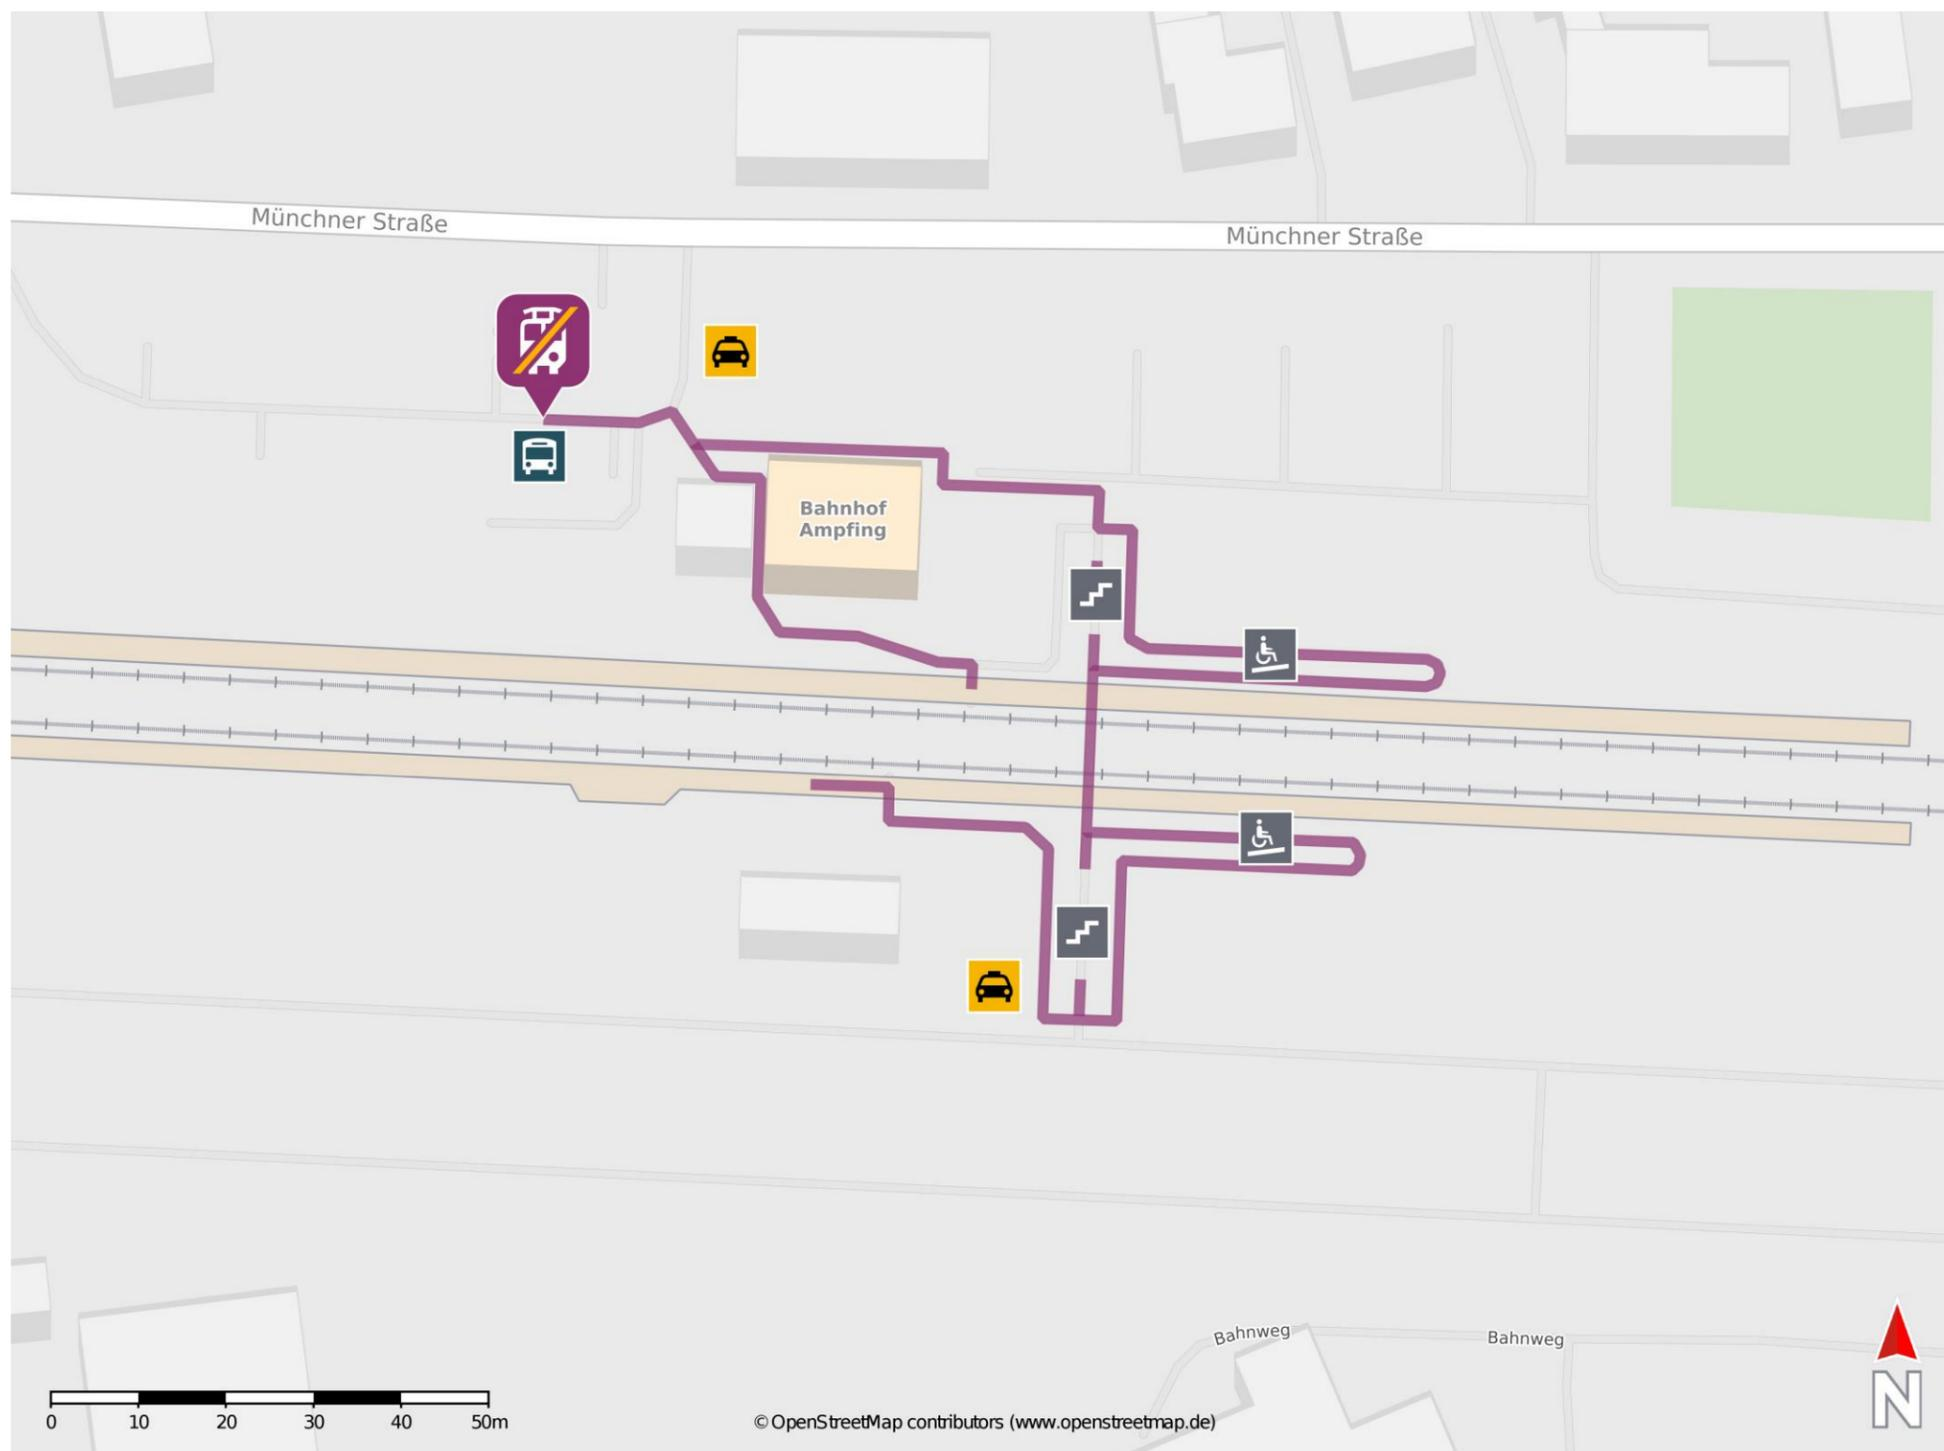 Münchner Straße
Münchner Straße
Bahnhof
Ampfing
Bahnweg
Bahnweg
0 10 20 30 40 50m
© OpenStreetMap contributors (www.openstreetmap.de)
N